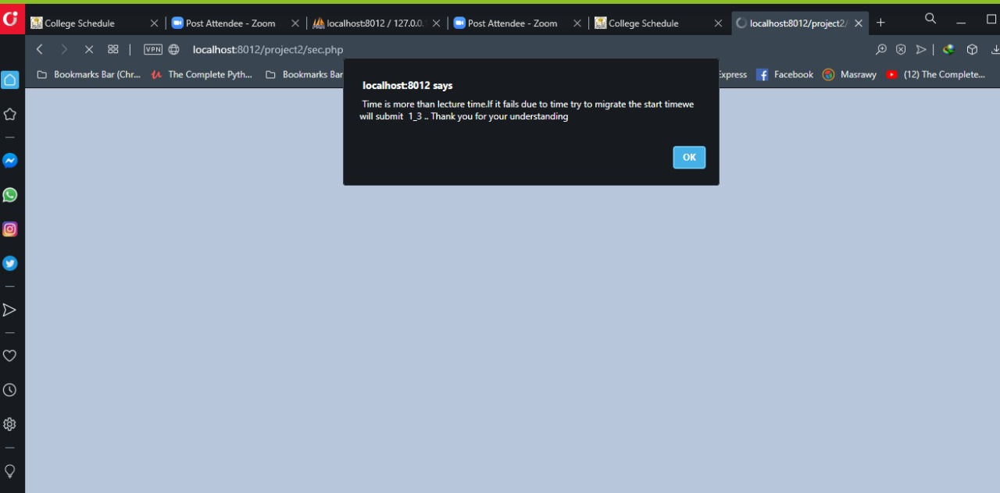 College Schedule
Post Attendee - Zoom
localhost:8012 / 127.0.0.
Post Attendee - Zoom
College Schedule
localhost:8012/project2/
VPN
localhost:8012/project2/sec.php
Bookmarks Bar (Chr...
The Complete Pyth...
Bookmarks Bar
Express
Facebook
Masrawy
(12) The Complete...
localhost:8012 says
Time is more than lecture time.If it fails due to time try to migrate the start timewe
will submit 1_3 .. Thank you for your understanding
OK